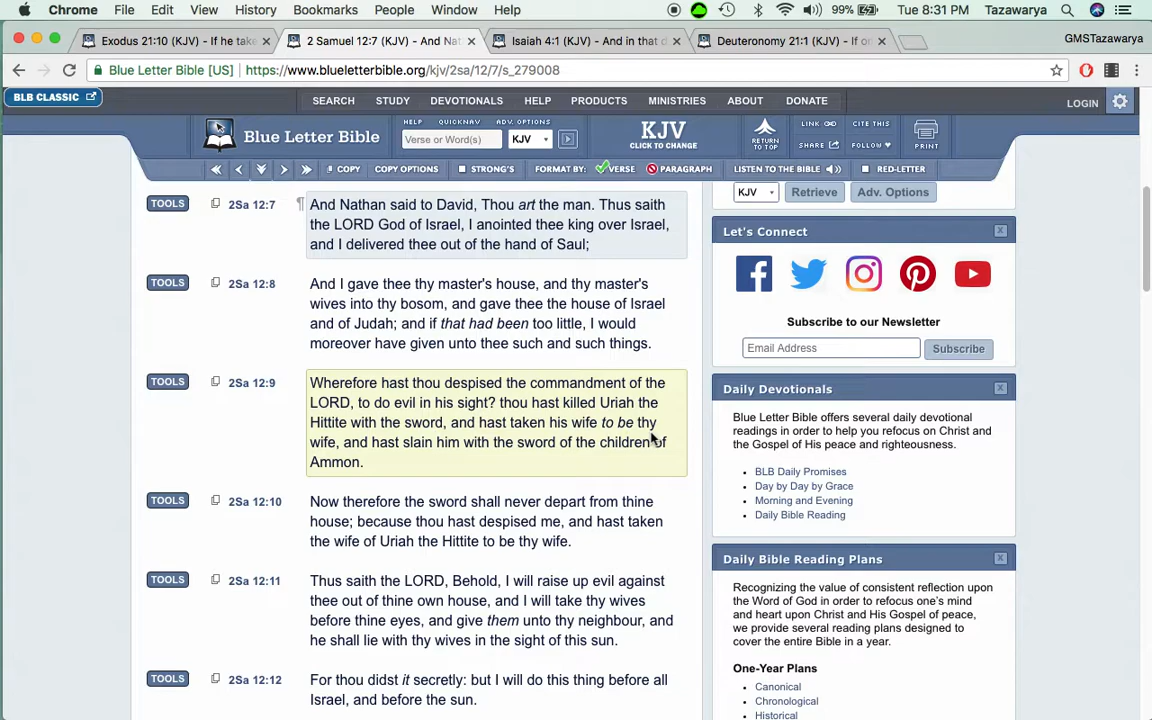 Chrome File Edit View History Bookmarks People Window Help 99% Tue 8:31 PM Tazawarya
Exodus 21:10 (KJV) - If he take 2 Samuel 12:7 (KJV) - And Nat Isaiah 4:1 (KJV) - And in that d Deuteronomy 21:1 (KJV) - If on GMSTazawarya
Blue Letter Bible [US] https://www.blueletterbible.org/kjv/2sa/12/7/s_279008
BLB CLASSIC
SEARCH STUDY DEVOTIONALS HELP PRODUCTS MINISTRIES ABOUT DONATE LOGIN
Blue Letter Bible
HELP QUICKNAV ADV. OPTIONS
Verse or Word(s) KJV
KJV
CLICK TO CHANGE
RETURN
TO TOP
LINK
SHARE
CITE THIS
FOLLOW
PRINT
COPY COPY OPTIONS STRONG'S FORMAT BY: VERSE PARAGRAPH LISTEN TO THE BIBLE RED-LETTER
TOOLS 2Sa 12:7 ¶ And Nathan said to David, Thou art the man. Thus saith
the LORD God of Israel, I anointed thee king over Israel,
and I delivered thee out of the hand of Saul;
TOOLS 2Sa 12:8 And I gave thee thy master's house, and thy master's
wives into thy bosom, and gave thee the house of Israel
and of Judah; and if that had been too little, I would
moreover have given unto thee such and such things.
TOOLS 2Sa 12:9 Wherefore hast thou despised the commandment of the
LORD, to do evil in his sight? thou hast killed Uriah the
Hittite with the sword, and hast taken his wife to be thy
wife, and hast slain him with the sword of the children of
Ammon.
TOOLS 2Sa 12:10 Now therefore the sword shall never depart from thine
house; because thou hast despised me, and hast taken
the wife of Uriah the Hittite to be thy wife.
TOOLS 2Sa 12:11 Thus saith the LORD, Behold, I will raise up evil against
thee out of thine own house, and I will take thy wives
before thine eyes, and give them unto thy neighbour, and
he shall lie with thy wives in the sight of this sun.
TOOLS 2Sa 12:12 For thou didst it secretly: but I will do this thing before all
Israel, and before the sun.
KJV Retrieve Adv. Options
Let's Connect
Subscribe to our Newsletter
Email Address Subscribe
Daily Devotionals
Blue Letter Bible offers several daily devotional
readings in order to help you refocus on Christ and
the Gospel of His peace and righteousness.
BLB Daily Promises
Day by Day by Grace
Morning and Evening
Daily Bible Reading
Daily Bible Reading Plans
Recognizing the value of consistent reflection upon
the Word of God in order to refocus one's mind
and heart upon Christ and His Gospel of peace,
we provide several reading plans designed to
cover the entire Bible in a year.
One-Year Plans
Canonical
Chronological
Historical